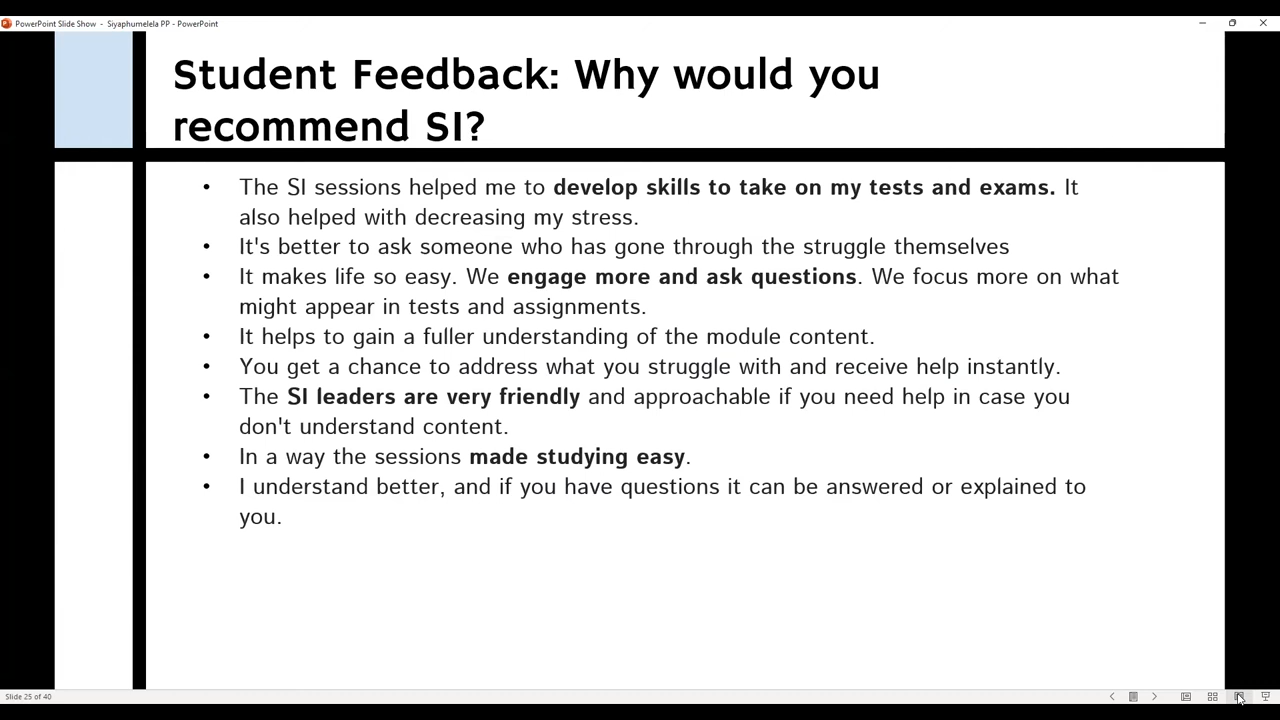 PowerPoint Slide Show - Siyaphumelela PP - PowerPoint
Student Feedback: Why would you
recommend SI?
• The SI sessions helped me to develop skills to take on my tests and exams. It
also helped with decreasing my stress.
• It's better to ask someone who has gone through the struggle themselves
• It makes life so easy. We engage more and ask questions. We focus more on what
might appear in tests and assignments.
• It helps to gain a fuller understanding of the module content.
• You get a chance to address what you struggle with and receive help instantly.
• The SI leaders are very friendly and approachable if you need help in case you
don't understand content.
• In a way the sessions made studying easy.
• I understand better, and if you have questions it can be answered or explained to
you.
Slide 25 of 40